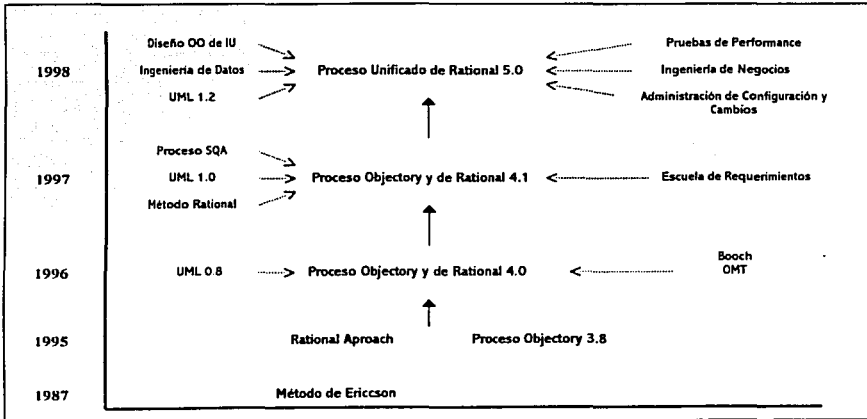 Diseño OO de IU
Pruebas de Performance
1998
Ingeniería de Datos
Proceso Unificado de Rational 5.0
Ingeniería de Negocios
UML 1.2
Administración de Configuración y
Cambios
Proceso SQA
1997
UML 1.0
Proceso Objectory y de Rational 4.1
Escuela de Requerimientos
Método Rational
Booch
1996
UML 0.8
Proceso Objectory y de Rational 4.0
OMT
1995
Rational Aproach
Proceso Objectory 3.8
1987
Método de Ericcson